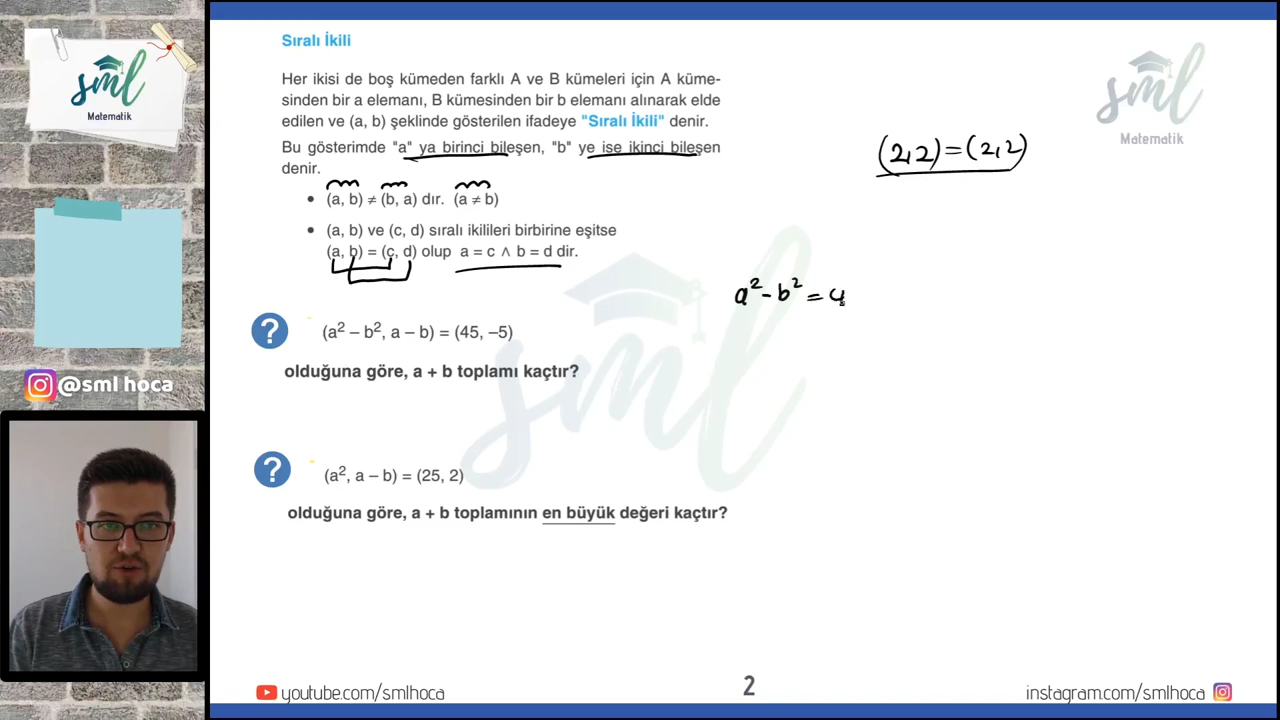 sml
Matematik
@sml hoca
Sıralı İkili
Her ikisi de boş kümeden farklı A ve B kümeleri için A küme-
sinden bir a elemanı, B kümesinden bir b elemanı alınarak elde
edilen ve (a, b) şeklinde gösterilen ifadeye "Sıralı İkili" denir.
Bu gösterimde "a" ya birinci bileşen, "b" ye ise ikinci bileşen
denir.
• (a, b) ≠ (b, a) dır. (a ≠ b)
• (a, b) ve (c, d) sıralı ikilileri birbirine eşitse
(a, b) = (c, d) olup a = c ∧ b = d dir.
? (a² – b², a – b) = (45, –5)
olduğuna göre, a + b toplamı kaçtır?
? (a², a – b) = (25, 2)
olduğuna göre, a + b toplamının en büyük değeri kaçtır?
sml
Matematik
(2,2)=(2,2)
a²-b²=4
sml
youtube.com/smlhoca
2
instagram.com/smlhoca